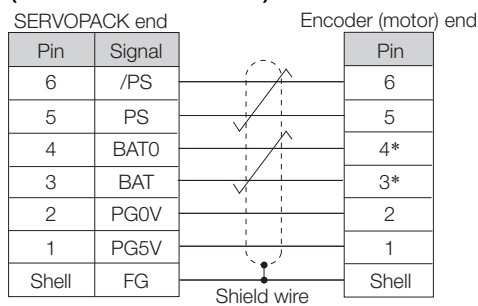 SERVOPACK end
Encoder (motor) end
Pin Signal Pin
6 /PS 6
5 PS 5
4 BAT0 4*
3 BAT 3*
2 PG0V 2
1 PG5V 1
Shell FG Shell
Shield wire